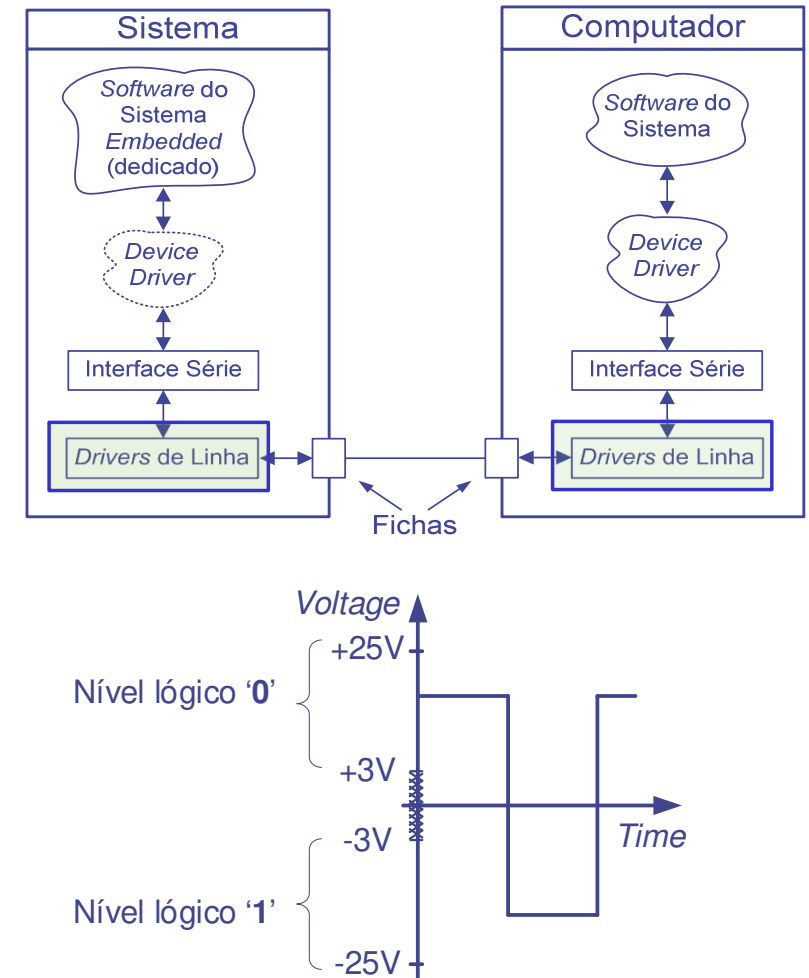 Sistema
Software do
Sistema
Embedded
(dedicado)
Device
Driver
Interface Série
Drivers de Linha
Computador
Software do
Sistema
Device
Driver
Interface Série
Drivers de Linha
Fichas
Voltage
+25V
Nível lógico ‘0’
+3V
-3V
Time
Nível lógico ‘1’
-25V